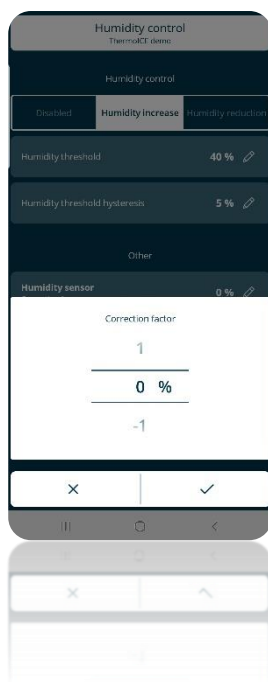 Humidity control
ThermoICE demo
Humidity control
Disabled Humidity increase Humidity reduction
Humidity threshold 40 %
Humidity threshold hysteresis 5 %
Other
Humidity sensor 0 %
Correction factor
1
0 %
-1